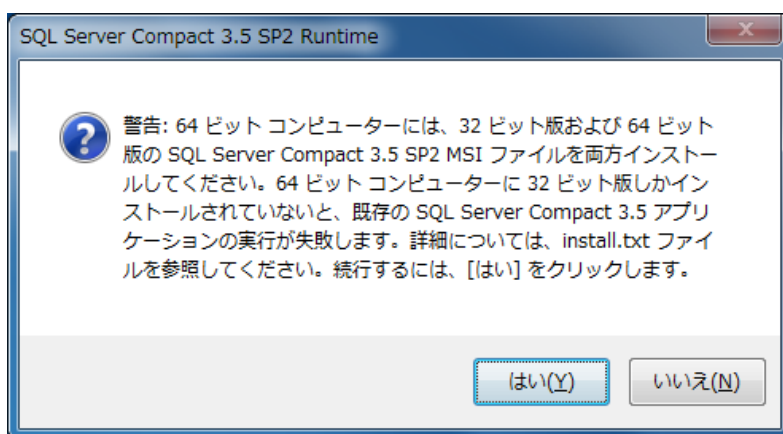 SQL Server Compact 3.5 SP2 Runtime
警告: 64 ビット コンピューターには、32 ビット版および 64 ビット
版の SQL Server Compact 3.5 SP2 MSI ファイルを両方インストー
ルしてください。64 ビット コンピューターに 32 ビット版しかイン
ストールされていないと、既存の SQL Server Compact 3.5 アプリ
ケーションの実行が失敗します。詳細については、install.txt ファイ
ルを参照してください。続行するには、[はい] をクリックします。
はい(Y)
いいえ(N)